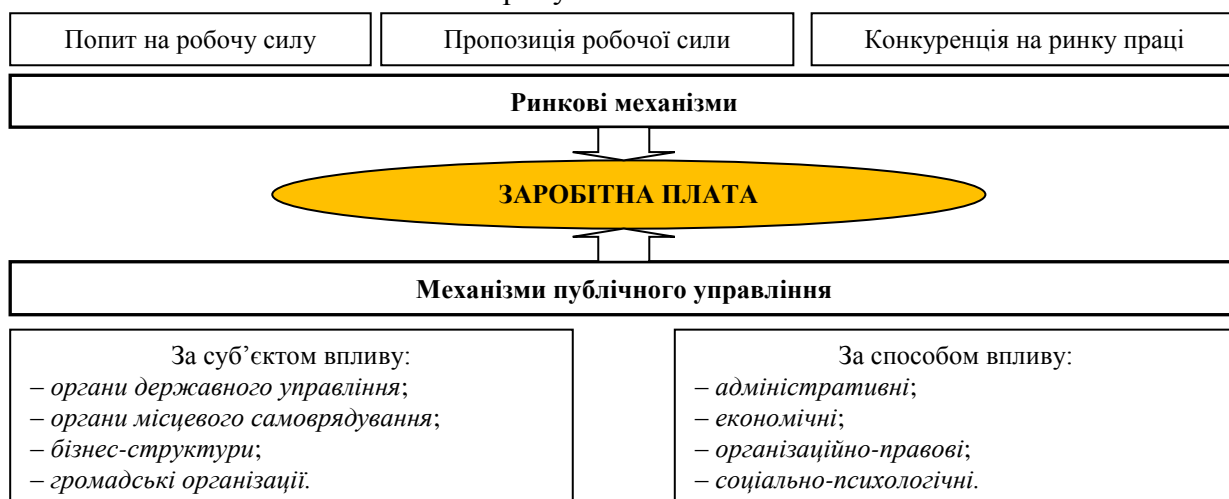 Попит на робочу силу
Пропозиція робочої сили
Конкуренція на ринку праці
Ринкові механізми
ЗАРОБІТНА ПЛАТА
Механізми публічного управління
За суб’єктом впливу:
– органи державного управління;
– органи місцевого самоврядування;
– бізнес-структури;
– громадські організації.
За способом впливу:
– адміністративні;
– економічні;
– організаційно-правові;
– соціально-психологічні.